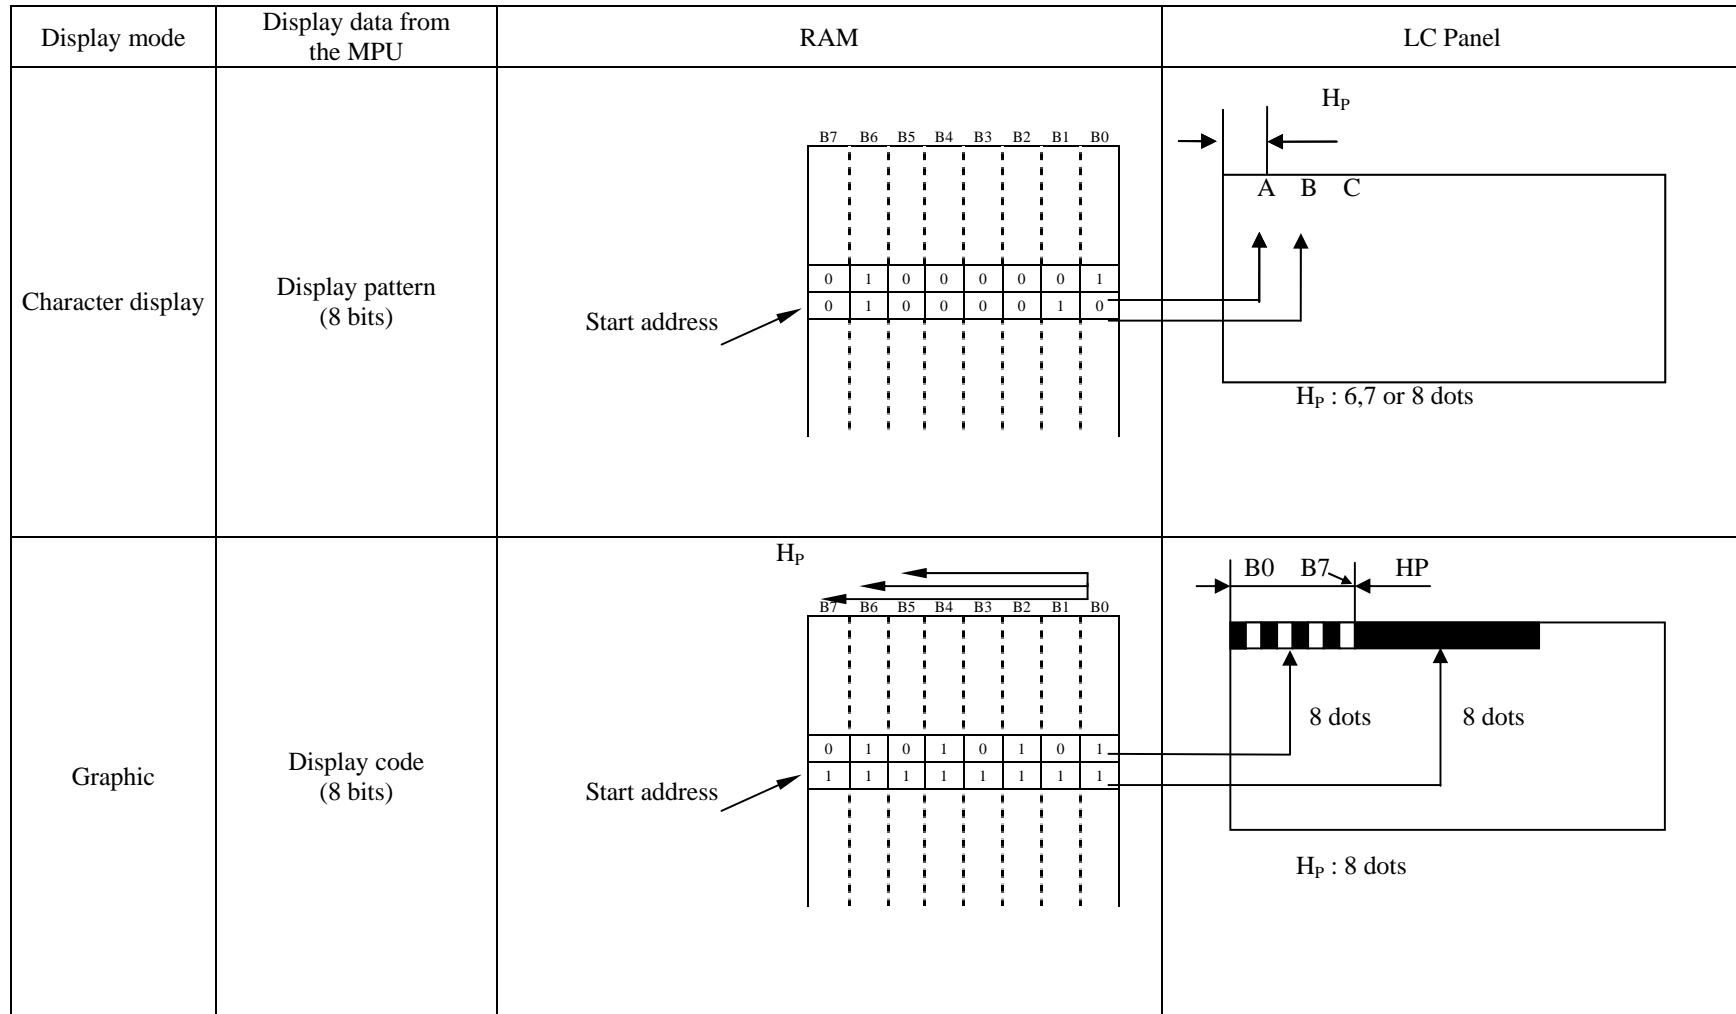 Display mode
Display data from
the MPU
RAM
LC Panel
Character display
Display pattern
(8 bits)
Start address
B7 B6 B5 B4 B3 B2 B1 B0
0 1 0 0 0 0 0 1
0 1 0 0 0 0 1 0
HP
A B C
HP : 6,7 or 8 dots
Graphic
Display code
(8 bits)
Start address
HP
B7 B6 B5 B4 B3 B2 B1 B0
0 1 0 1 0 1 0 1
1 1 1 1 1 1 1 1
B0 B7 HP
8 dots 8 dots
HP : 8 dots